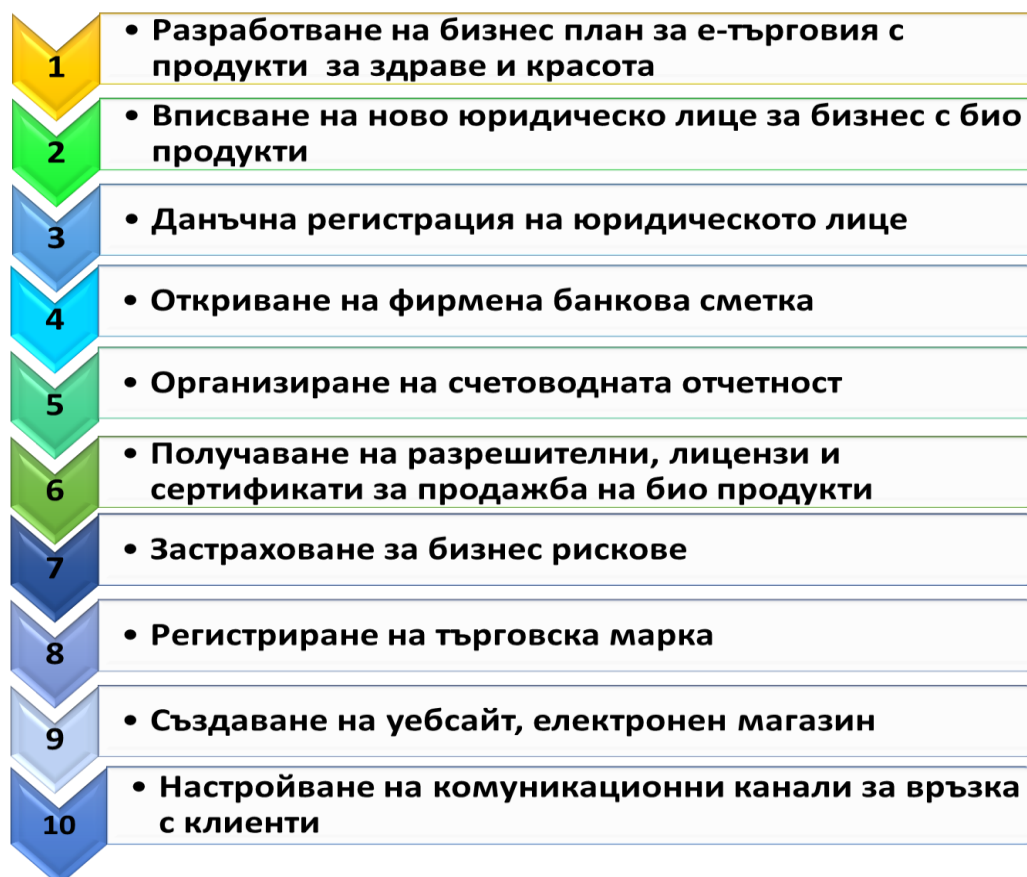 1
• Разработване на бизнес план за е-търговия с
продукти за здраве и красота
2
• Вписване на ново юридическо лице за бизнес с био
продукти
3
• Данъчна регистрация на юридическото лице
4
• Откриване на фирмена банкова сметка
5
• Организиране на счетоводната отчетност
6
• Получаване на разрешителни, лицензи и
сертификати за продажба на био продукти
7
• Застраховане за бизнес рискове
8
• Регистриране на търговска марка
9
• Създаване на уебсайт, електронен магазин
10
• Настройване на комуникационни канали за връзка
с клиенти